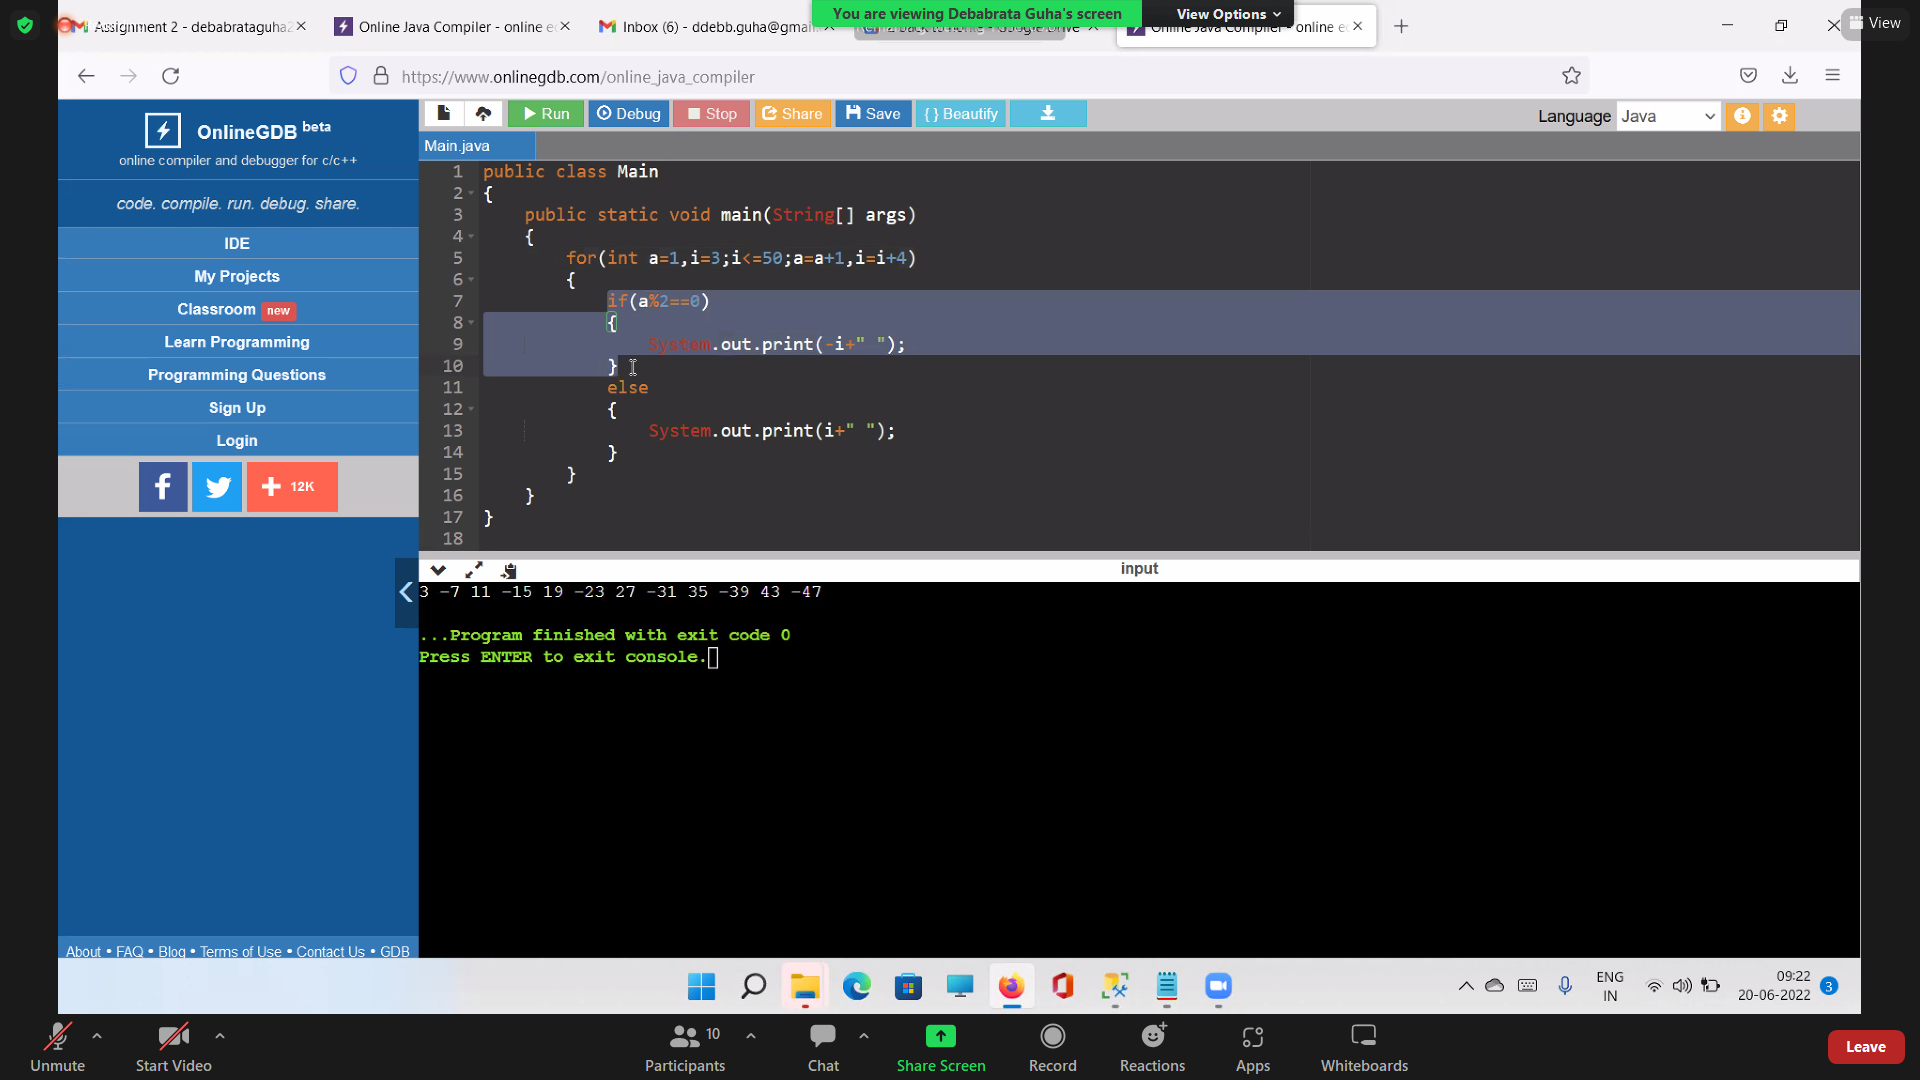 You are viewing Debabrata Guha's screen
View Options
View
Assignment 2 - debabrataguha2
Online Java Compiler - online e
Inbox (6) - ddebb.guha@gmai
Online Java Compiler - online e
https://www.onlinegdb.com/online_java_compiler
OnlineGDB beta
online compiler and debugger for c/c++
code. compile. run. debug. share.
IDE
My Projects
Classroom new
Learn Programming
Programming Questions
Sign Up
Login
12K
About • FAQ • Blog • Terms of Use • Contact Us • GDB
Run
Debug
Stop
Share
Save
{ } Beautify
Language Java
Main.java
1 public class Main
2 {
3 public static void main(String[] args)
4 {
5 for(int a=1,i=3;i<=50;a=a+1,i=i+4)
6 {
7 if(a%2==0)
8 {
9 System.out.print(-i+" ");
10 }
11 else
12 {
13 System.out.print(i+" ");
14 }
15 }
16 }
17 }
18
input
3 -7 11 -15 19 -23 27 -31 35 -39 43 -47
...Program finished with exit code 0
Press ENTER to exit console.
ENG
IN
09:22
20-06-2022
3
Unmute
Start Video
Participants
10
Chat
Share Screen
Record
Reactions
Apps
Whiteboards
Leave